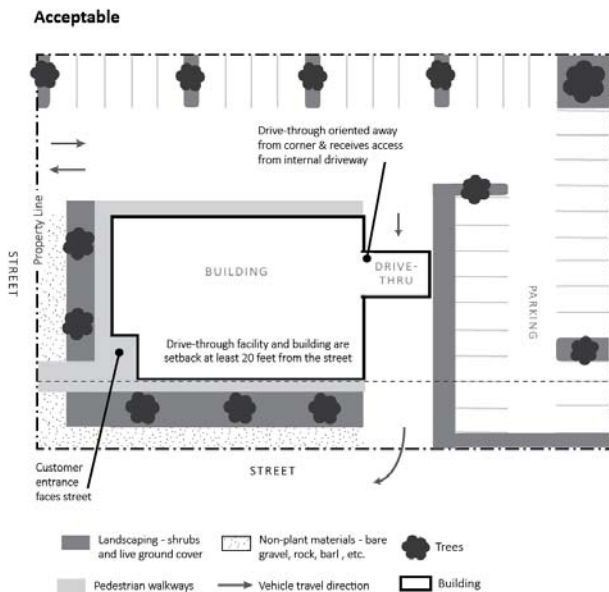 Acceptable
Drive-through oriented away
from corner & receives access
from internal driveway
Property Line
STREET
BUILDING
DRIVE-
THRU
PARKING
Drive-through facility and building are
setback at least 20 feet from the street
Customer
entrance
faces street
STREET
Landscaping - shrubs
and live ground cover
Non-plant materials - bare
gravel, rock, barl , etc.
Trees
Pedestrian walkways
Vehicle travel direction
Building